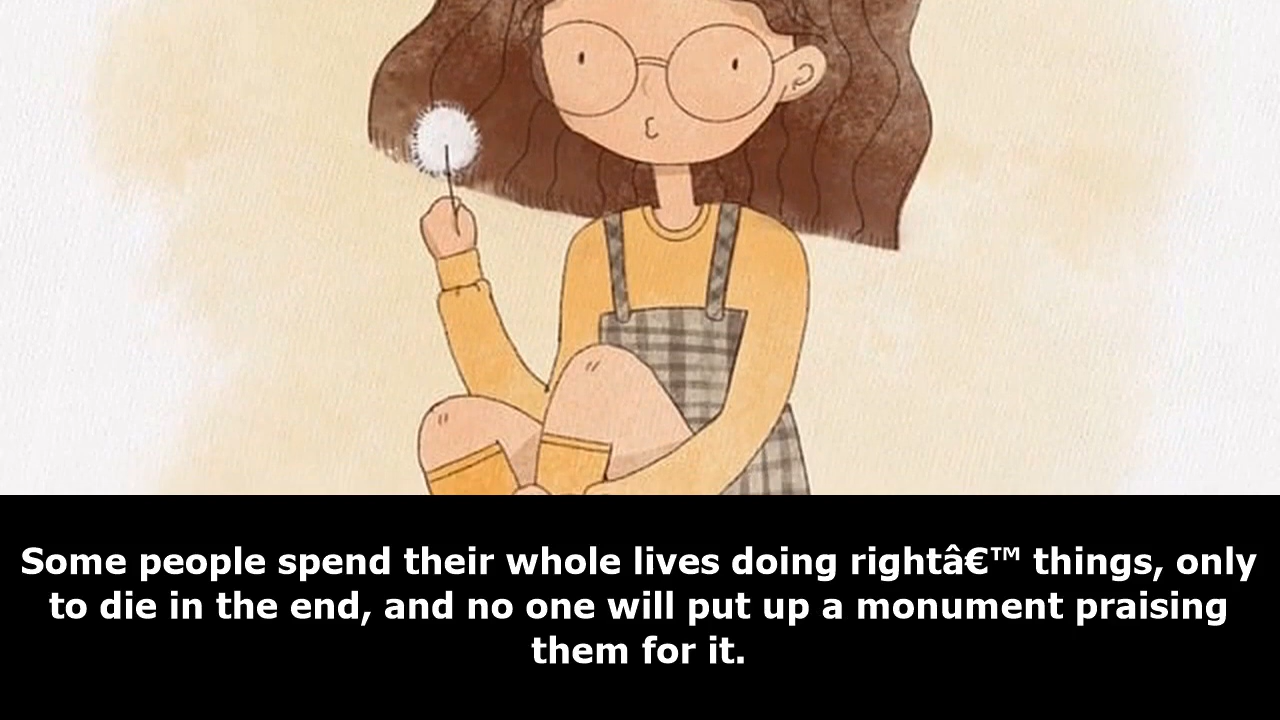 Some people spend their whole lives doing rightâ€™ things, only
to die in the end, and no one will put up a monument praising
them for it.